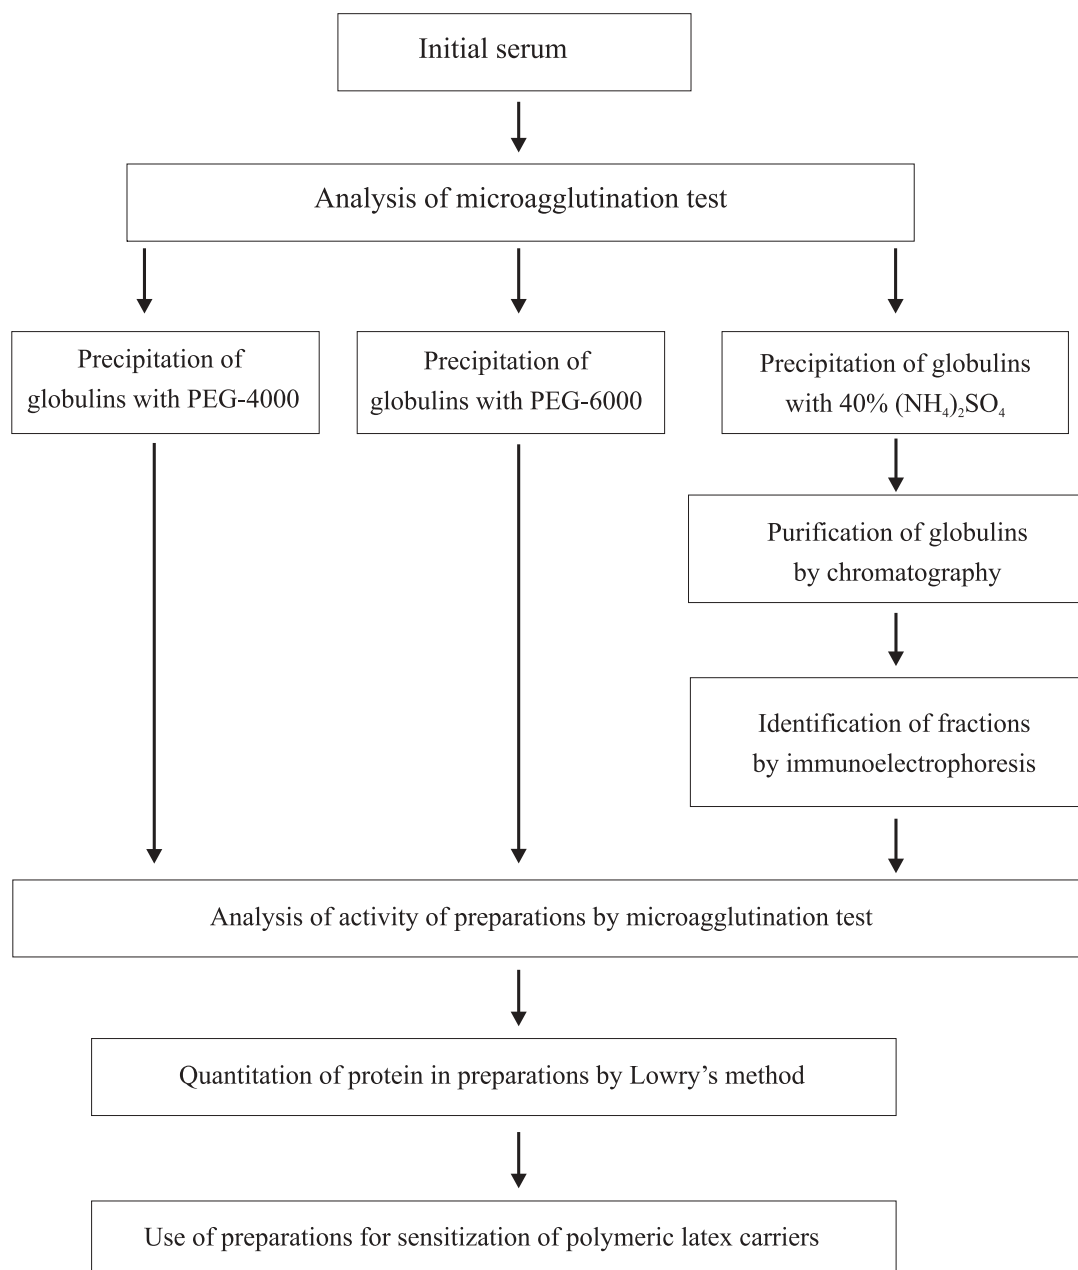 Initial serum
Analysis of microagglutination test
Precipitation of
globulins with PEG-4000
Precipitation of
globulins with PEG-6000
Precipitation of globulins
with 40% (NH₄)₂SO₄
Purification of globulins
by chromatography
Identification of fractions
by immunoelectrophoresis
Analysis of activity of preparations by microagglutination test
Quantitation of protein in preparations by Lowry’s method
Use of preparations for sensitization of polymeric latex carriers